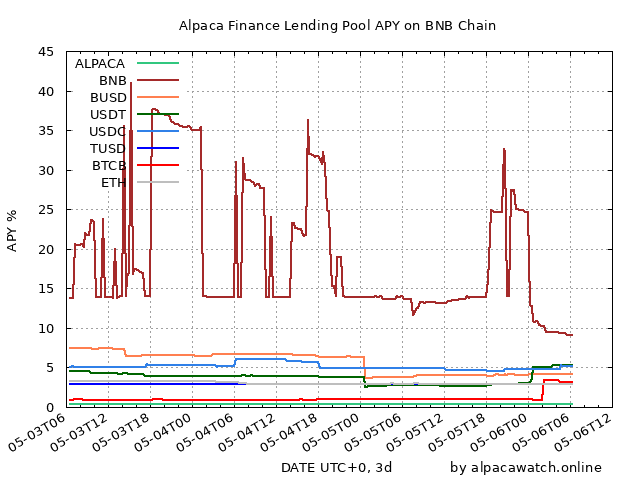 Alpaca Finance Lending Pool APY on BNB Chain
45
40
35
30
25
20
15
10
5
0
APY %
ALPACA
BNB
BUSD
USDT
USDC
TUSD
BTCB
ETH
05-03T06
05-03T12
05-03T18
05-04T00
05-04T06
05-04T12
05-04T18
05-05T00
05-05T06
05-05T12
05-05T18
05-06T00
05-06T06
05-06T12
DATE UTC+0, 3d
by alpacawatch.online